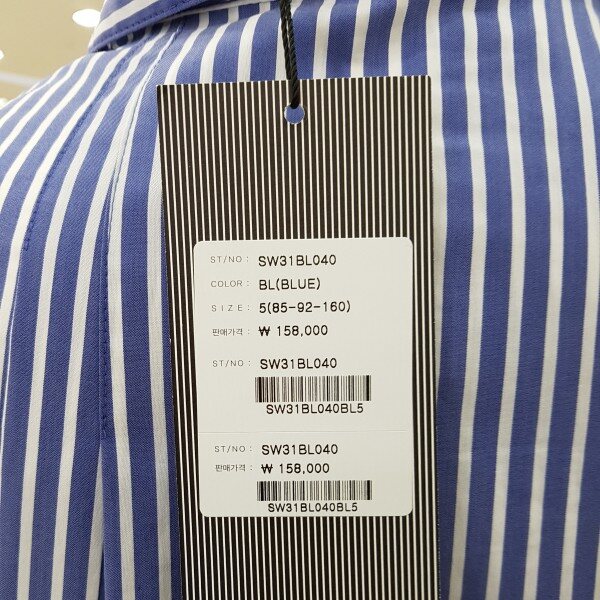 ST/NO : SW31BL040
COLOR : BL(BLUE)
SIZE : 5(85-92-160)
판매가격 : ₩ 158,000
ST/NO : SW31BL040
SW31BL040BL5
ST/NO : SW31BL040
판매가격 : ₩ 158,000
SW31BL040BL5